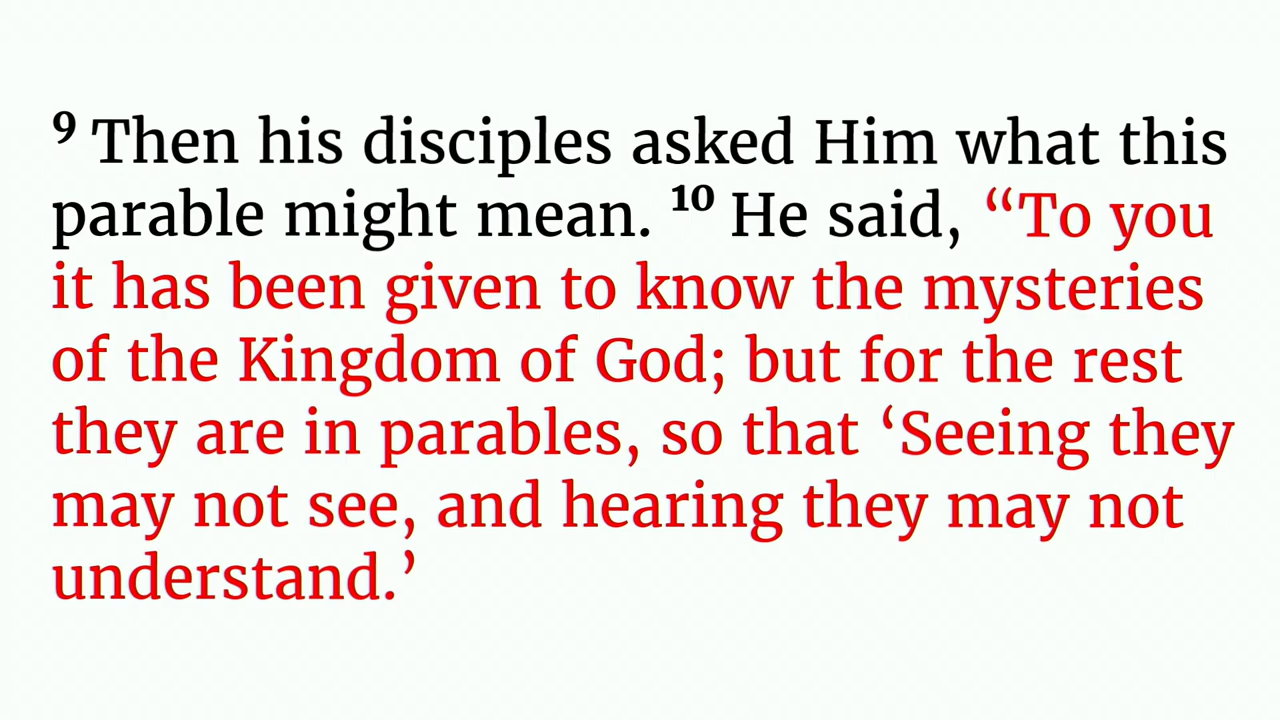 ⁹ Then his disciples asked Him what this
parable might mean. ¹⁰ He said, “To you
it has been given to know the mysteries
of the Kingdom of God; but for the rest
they are in parables, so that ‘Seeing they
may not see, and hearing they may not
understand.’